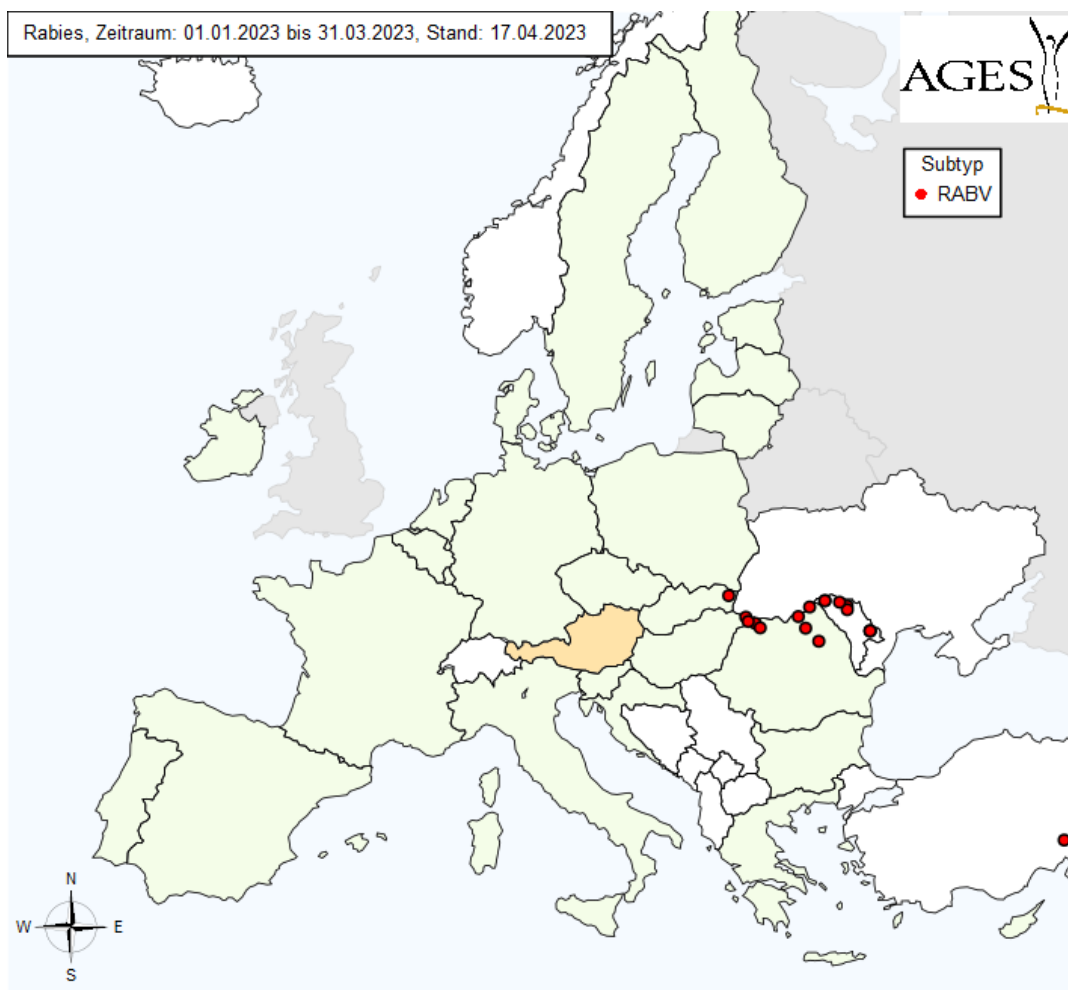 Rabies, Zeitraum: 01.01.2023 bis 31.03.2023, Stand: 17.04.2023
AGES
Subtyp
RABV
N
W E
S